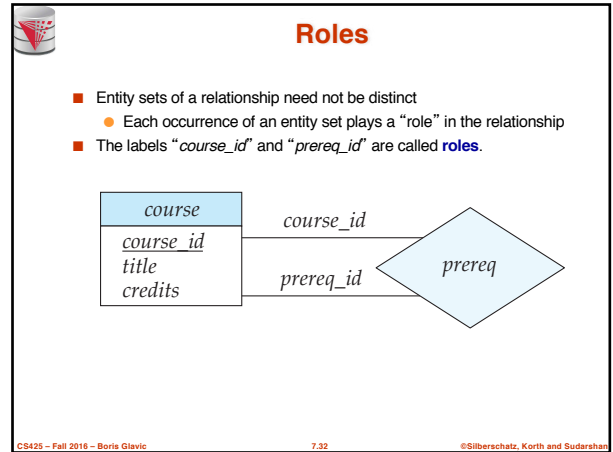 Roles
■ Entity sets of a relationship need not be distinct
● Each occurrence of an entity set plays a “role” in the relationship
■ The labels “course_id” and “prereq_id” are called roles.
course
course_id
title
credits
course_id
prereq_id
prereq
CS425 – Fall 2016 – Boris Glavic 7.32 ©Silberschatz, Korth and Sudarshan